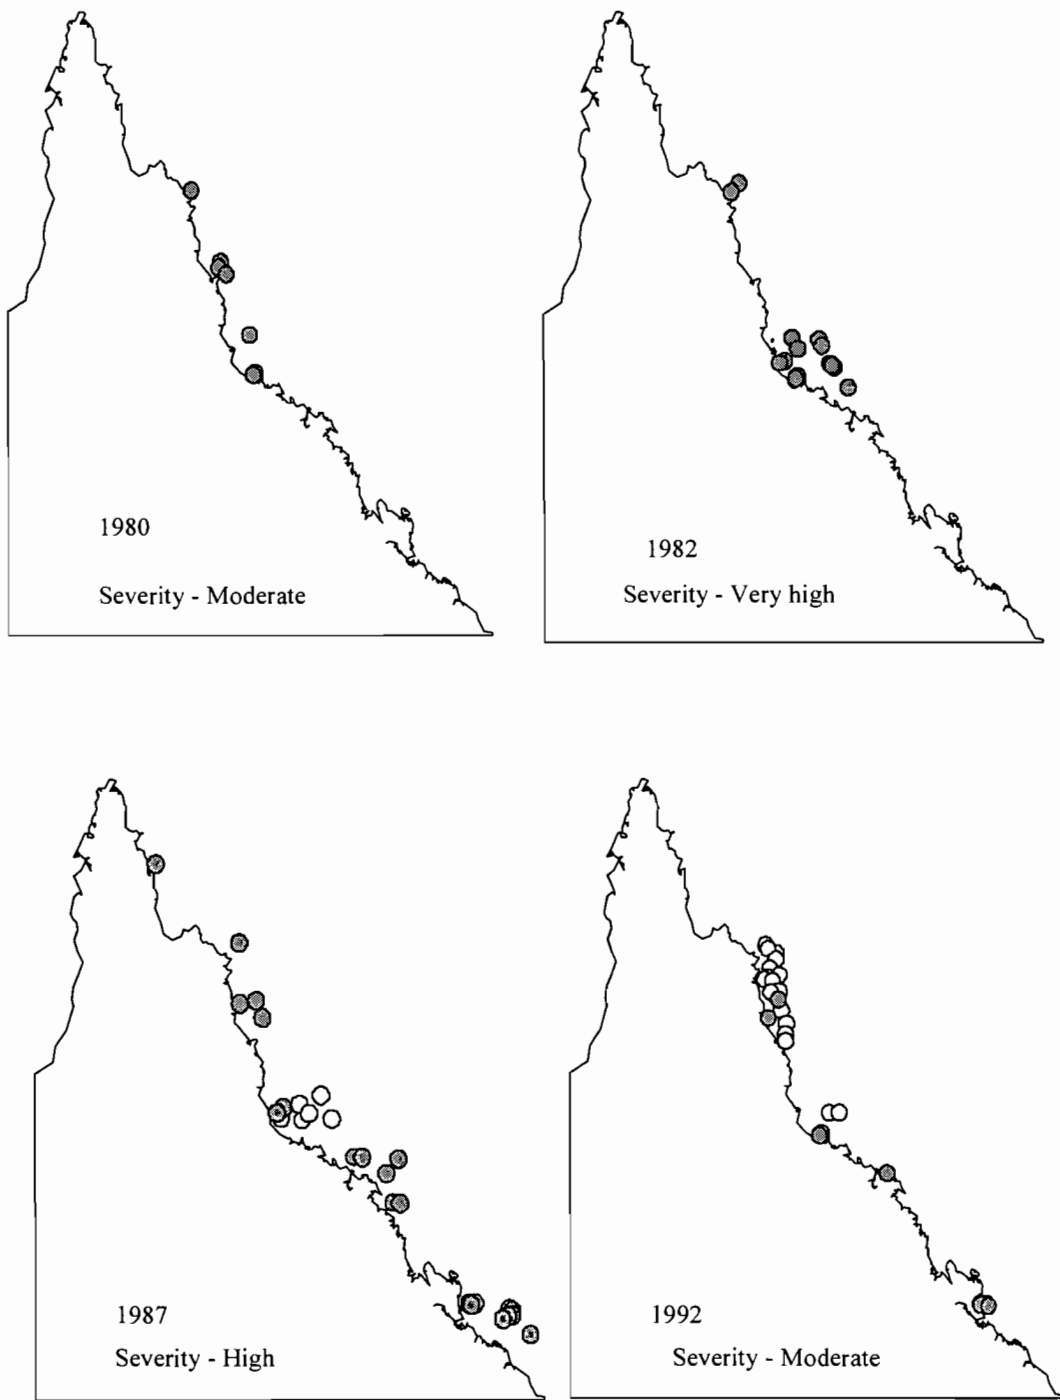 1980
Severity - Moderate
1982
Severity - Very high
1987
Severity - High
1992
Severity - Moderate